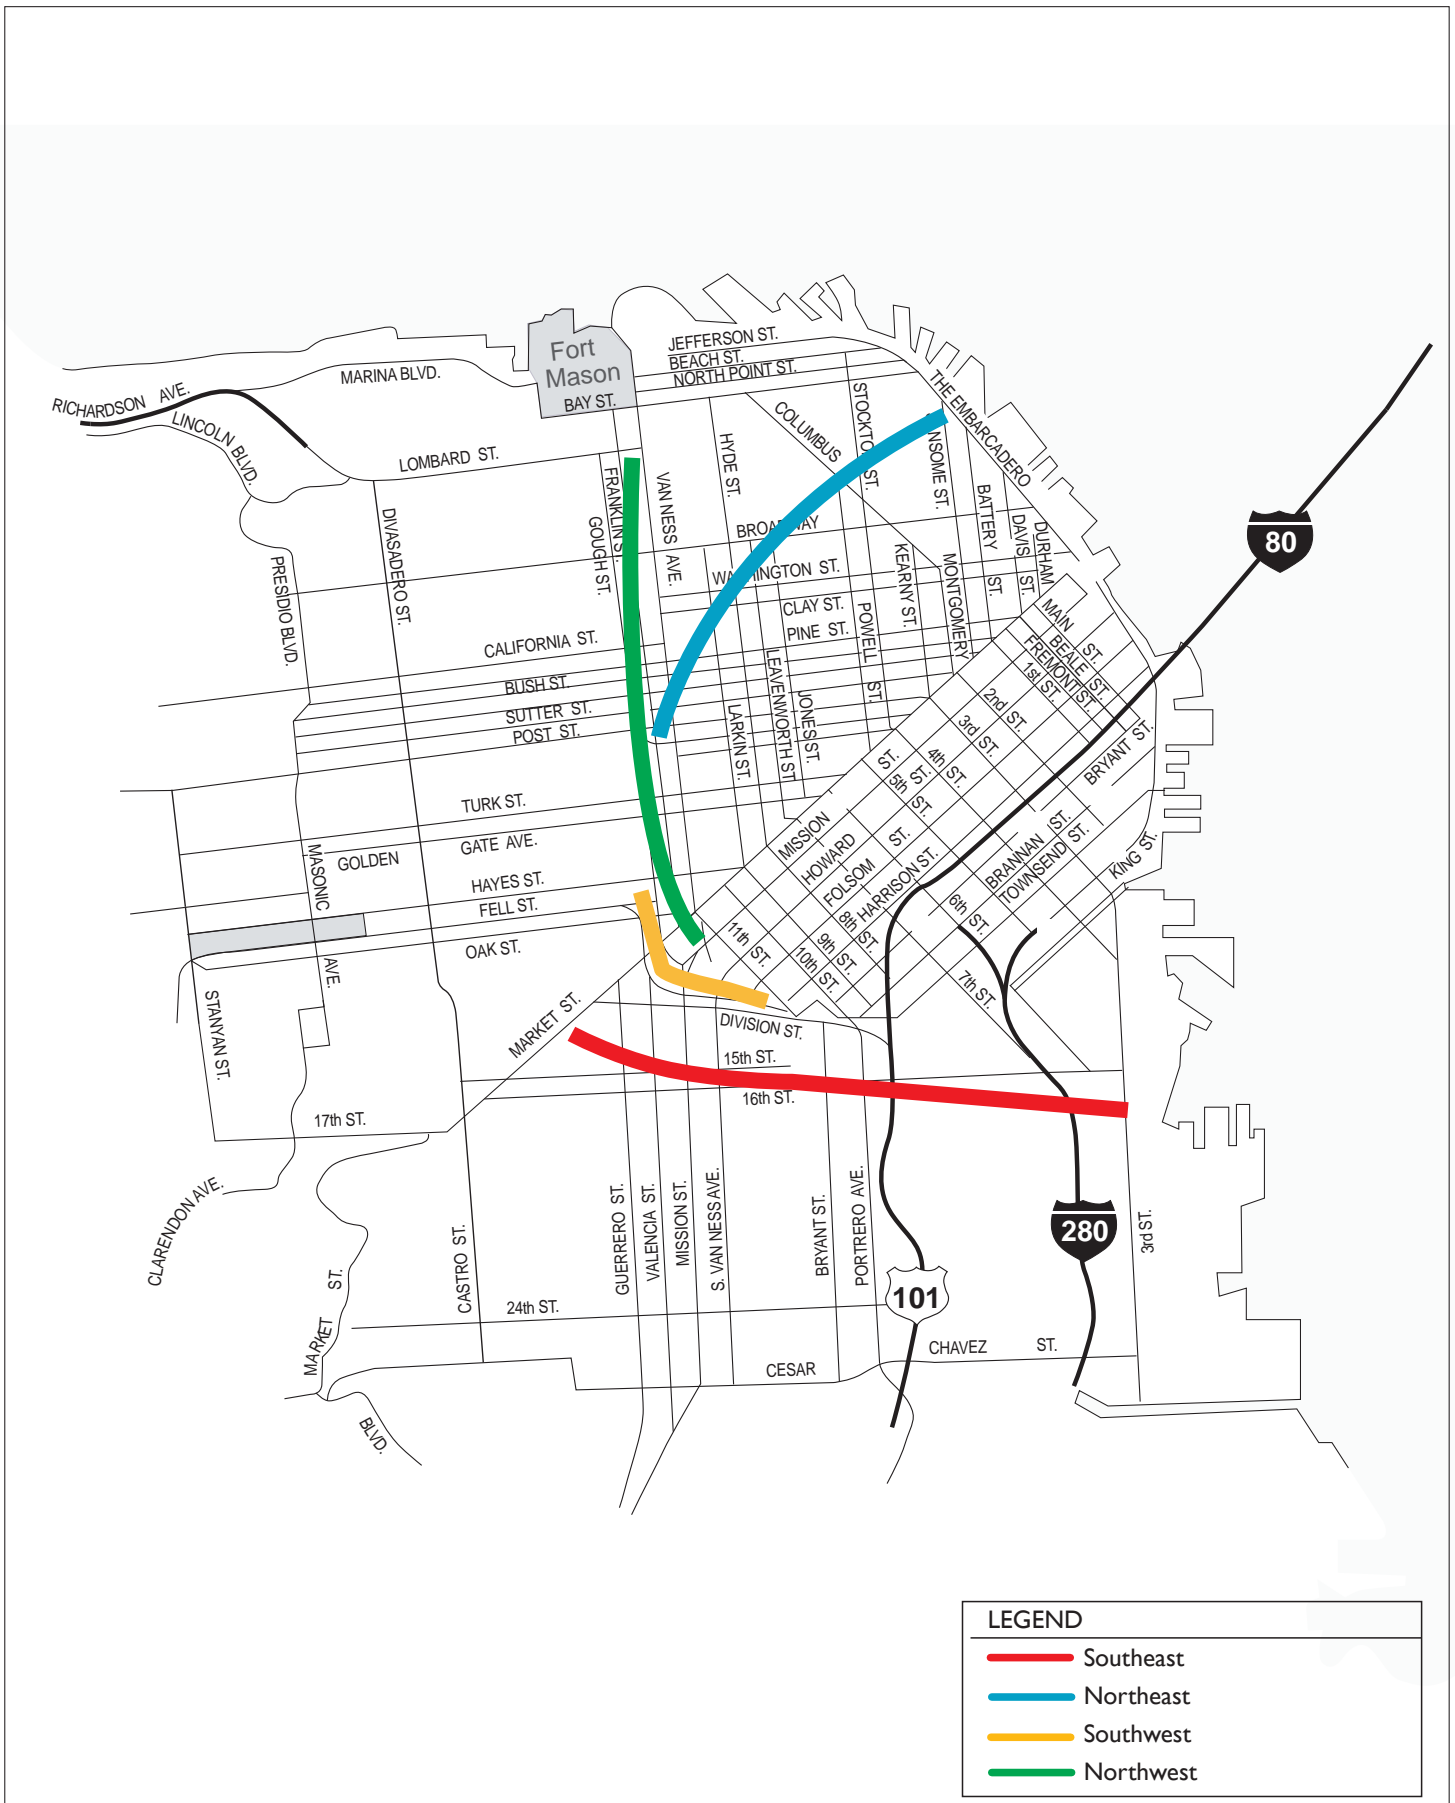 Fort
Mason
JEFFERSON ST.
BEACH ST.
NORTH POINT ST.
BAY ST.
MARINA BLVD.
RICHARDSON AVE.
LINCOLN BLVD.
LOMBARD ST.
THE EMBARCADERO
COLUMBUS
STOCKTO ST.
NSOME ST.
HYDE ST.
VAN NESS AVE.
FRANKLIN ST.
GOUGH ST.
DIVASADERO ST.
PRESIDIO BLVD.
BROADWAY
BATTERY ST.
DAVIS ST.
DURHAM
KEARNY ST.
MONTGOMERY
WASHINGTON ST.
CLAY ST.
PINE ST.
POWELL ST.
CALIFORNIA ST.
BUSH ST.
SUTTER ST.
POST ST.
LEAVENWORTH ST
JONES ST.
LARKIN ST.
80
MAIN ST.
BEALE ST.
FREMONT ST.
1st ST.
2nd ST.
3rd ST.
4th ST.
5th ST.
BRYANT ST.
TURK ST.
GOLDEN GATE AVE.
MASONIC AVE.
HAYES ST.
FELL ST.
OAK ST.
MISSION ST.
HOWARD
FOLSOM ST.
HARRISON ST.
BRANNAN ST.
TOWNSEND ST.
KING ST.
6th ST.
7th ST.
8th ST.
9th ST.
10th ST.
11th ST.
STANYAN ST.
MARKET ST.
DIVISION ST.
15th ST.
16th ST.
17th ST.
CLARENDON AVE.
MARKET ST.
CASTRO ST.
GUERRERO ST.
VALENCIA ST.
MISSION ST.
S. VAN NESS AVE.
BRYANT ST.
PORTRERO AVE.
280
3rd ST.
101
24th ST.
CESAR CHAVEZ ST.
BLVD.
LEGEND
Southeast
Northeast
Southwest
Northwest